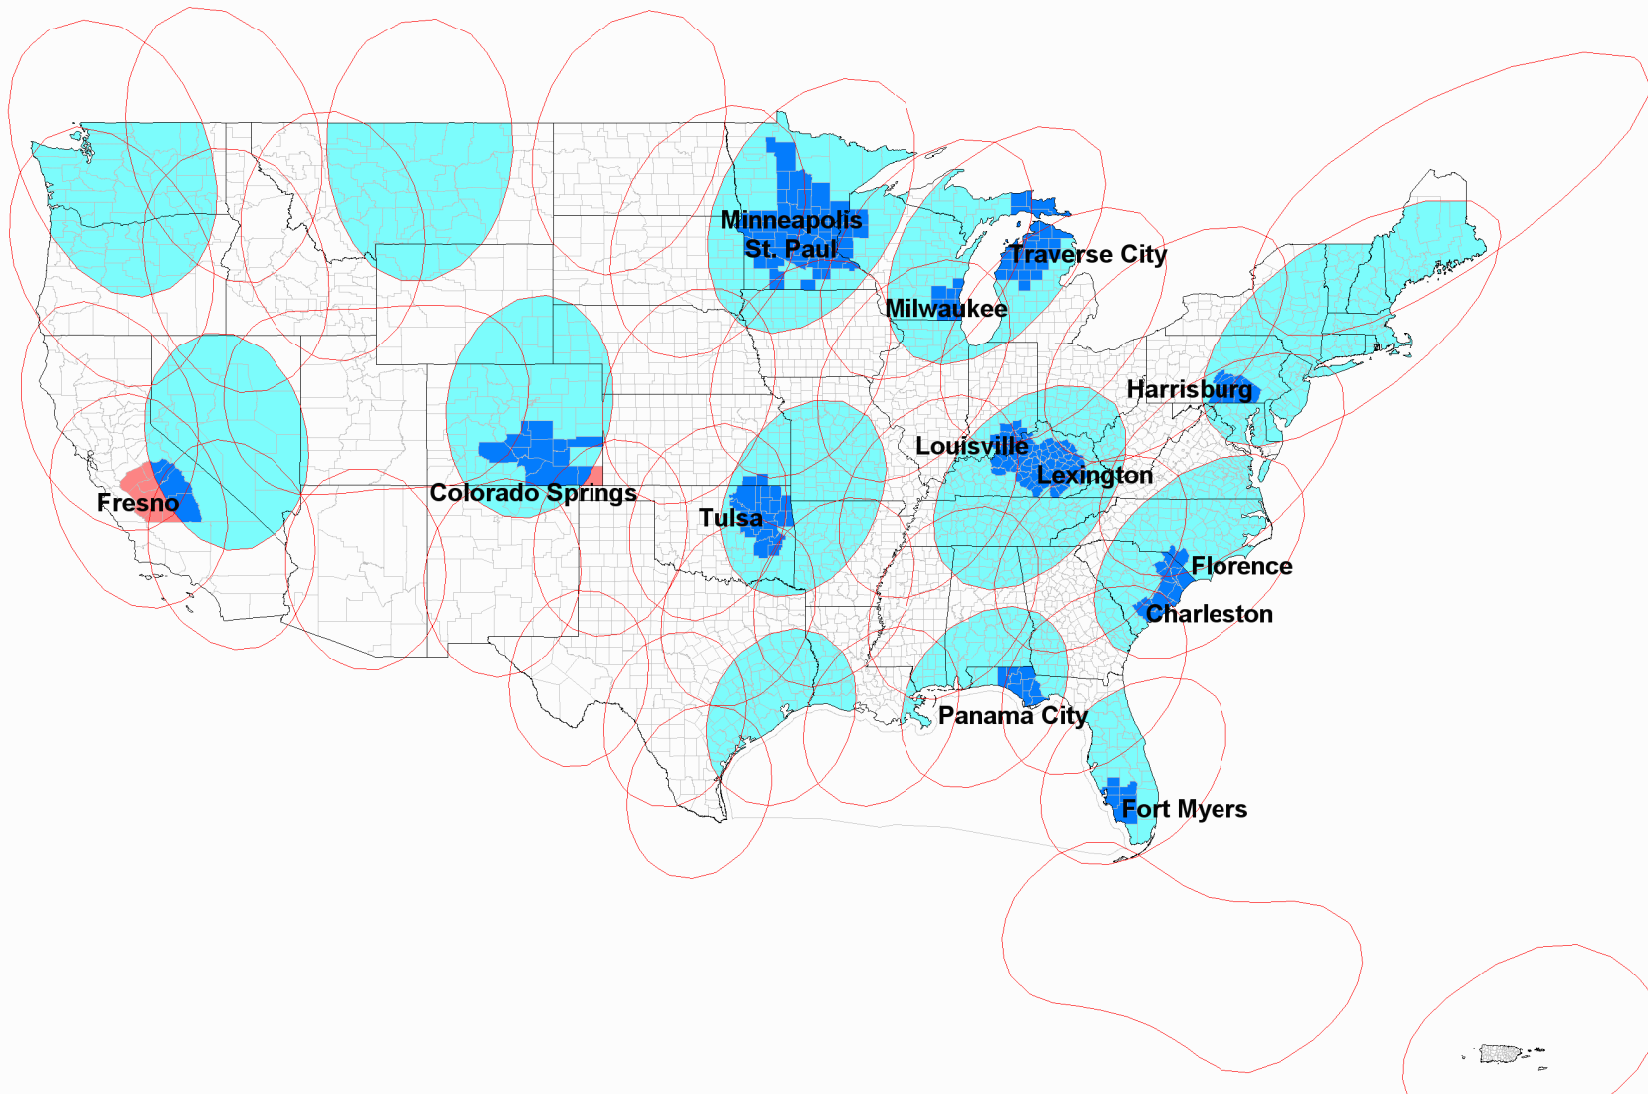 Minneapolis
St. Paul
Traverse City
Milwaukee
Harrisburg
Louisville
Lexington
Fresno
Colorado Springs
Tulsa
Florence
Charleston
Panama City
Fort Myers